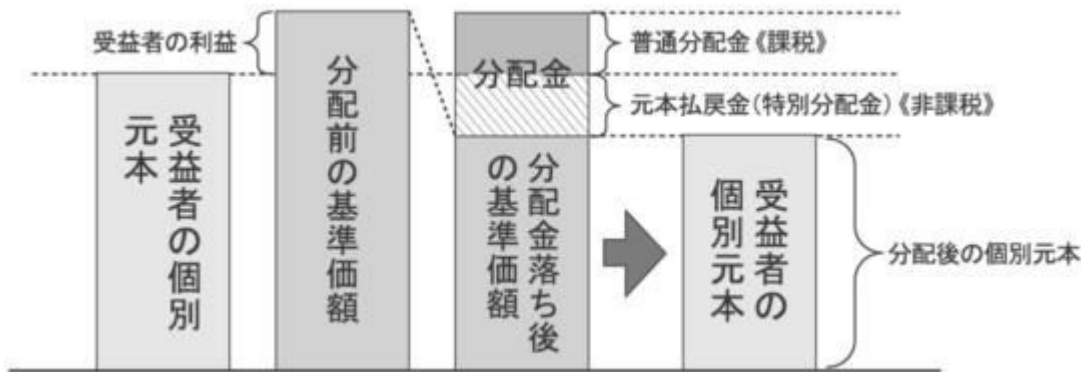 受益者の利益
受益者の個別
元本
分配前の基準価額
分配金
分配金落ち後
の基準価額
普通分配金《課税》
元本払戻金(特別分配金)《非課税》
受益者の
個別元本
分配後の個別元本